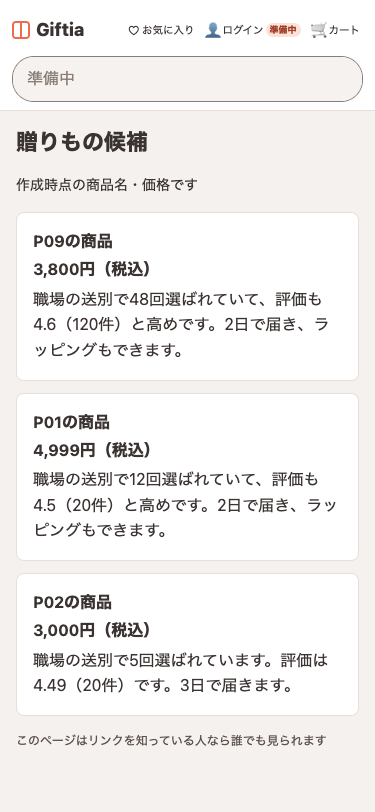 Giftia
お気に入り
ログイン 準備中
カート
準備中
贈りもの候補
作成時点の商品名・価格です
P09の商品
3,800円（税込）
職場の送別で48回選ばれていて、評価も
4.6（120件）と高めです。2日で届き、ラ
ッピングもできます。
P01の商品
4,999円（税込）
職場の送別で12回選ばれていて、評価も
4.5（20件）と高めです。2日で届き、ラッ
ピングもできます。
P02の商品
3,000円（税込）
職場の送別で5回選ばれています。評価は
4.49（20件）です。3日で届きます。
このページはリンクを知っている人なら誰でも見られます